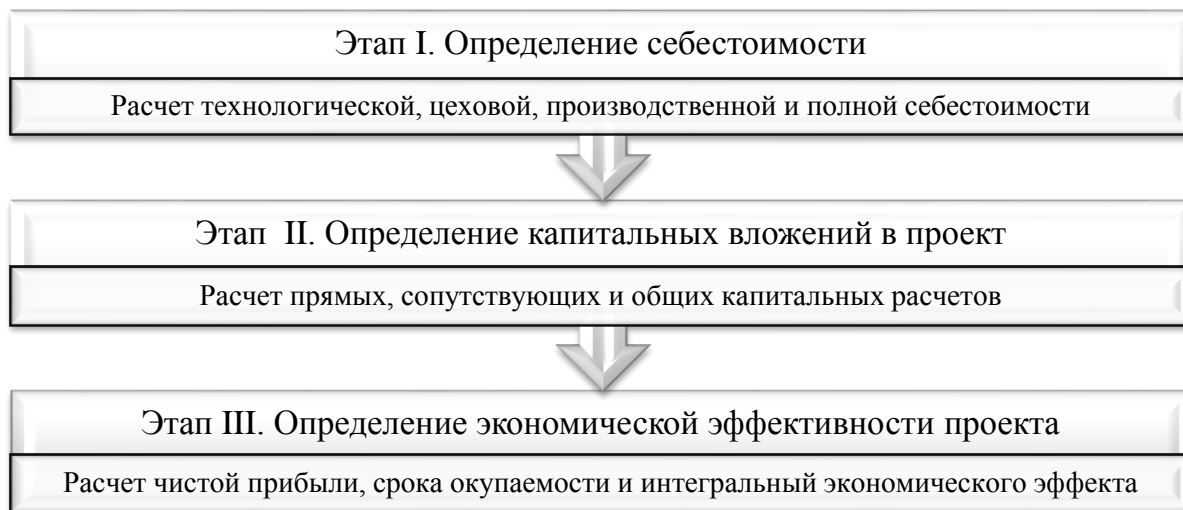 Этап I. Определение себестоимости
Расчет технологической, цеховой, производственной и полной себестоимости
Этап II. Определение капитальных вложений в проект
Расчет прямых, сопутствующих и общих капитальных расчетов
Этап III. Определение экономической эффективности проекта
Расчет чистой прибыли, срока окупаемости и интегральный экономического эффекта